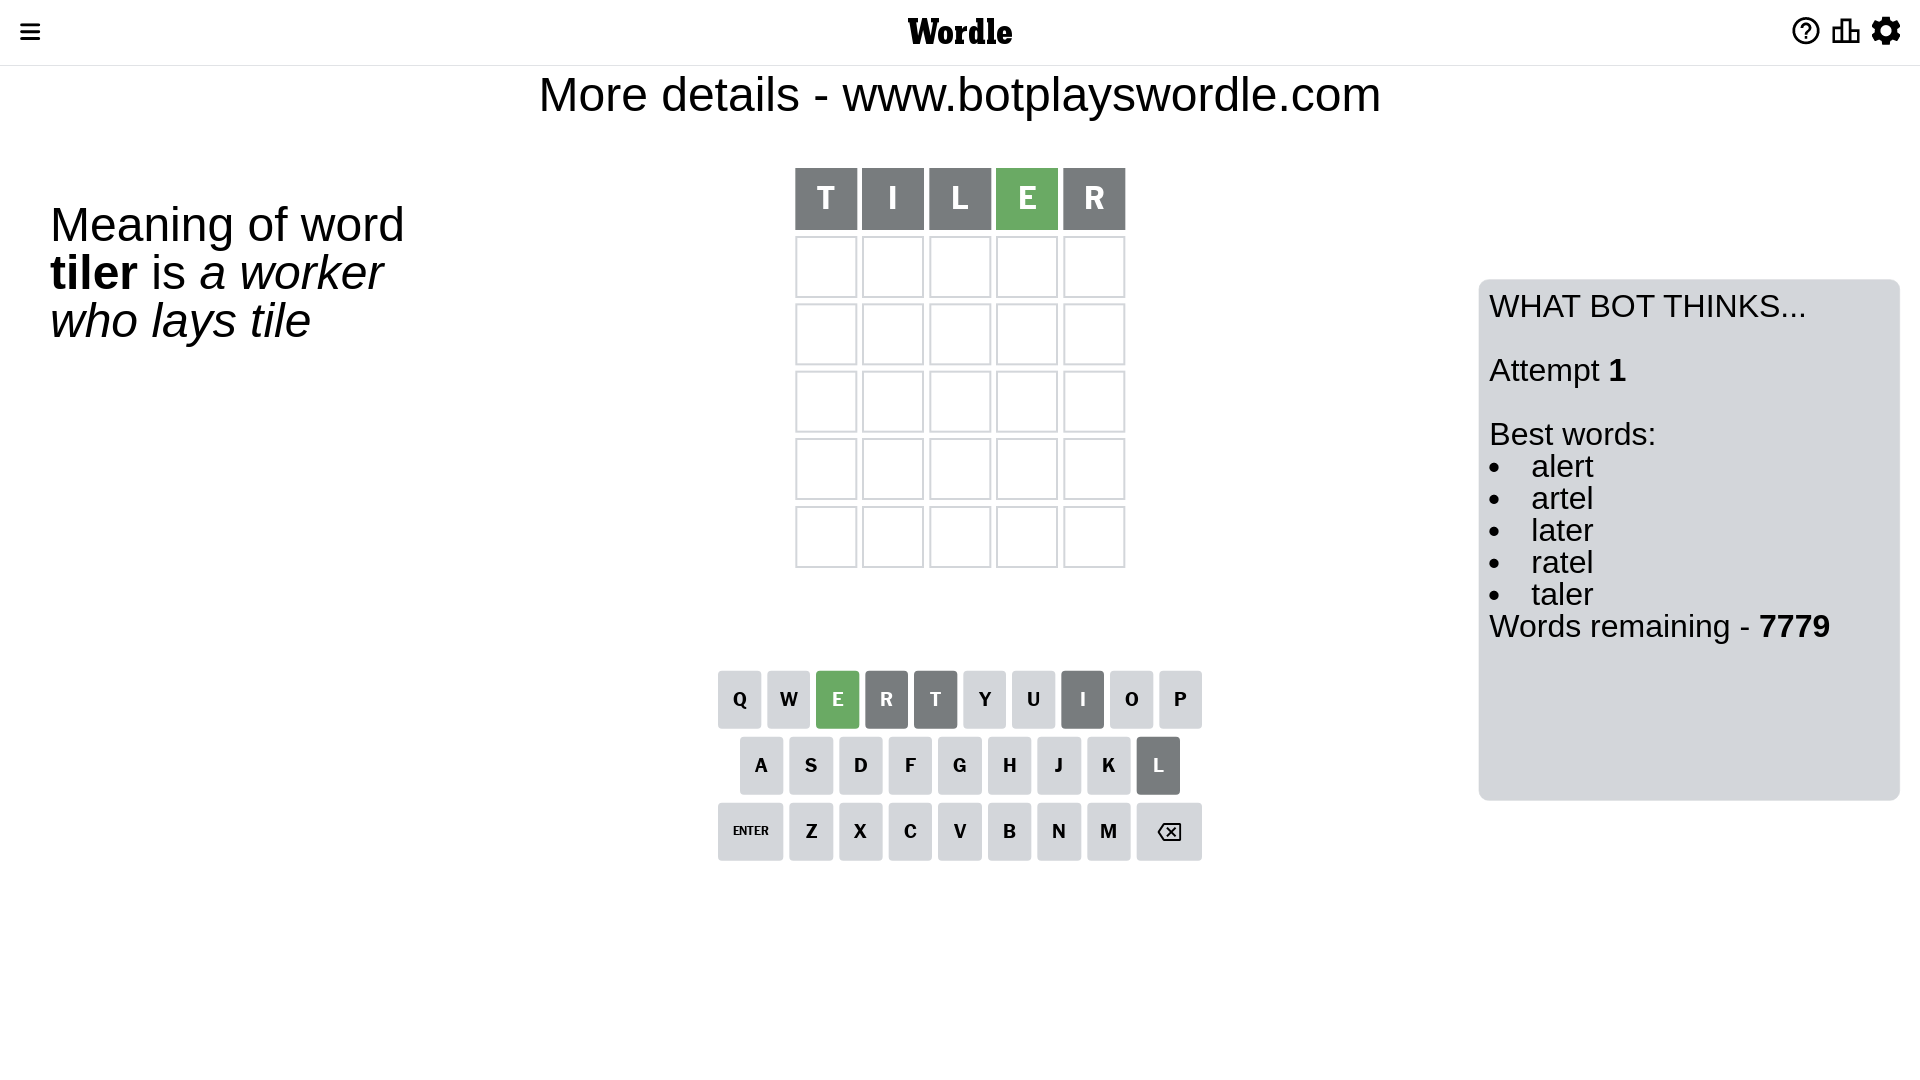 Wordle
More details - www.botplayswordle.com
Meaning of word
tiler is a worker
who lays tile
T I L E R
WHAT BOT THINKS...
Attempt 1
Best words:
• alert
• artel
• later
• ratel
• taler
Words remaining - 7779
Q W E R T Y U I O P
A S D F G H J K L
ENTER Z X C V B N M